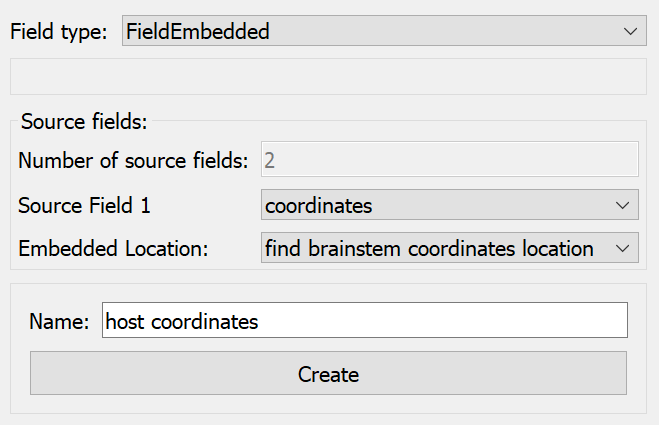 Field type: FieldEmbedded
Source fields:
Number of source fields: 2
Source Field 1 coordinates
Embedded Location: find brainstem coordinates location
Name: host coordinates
Create